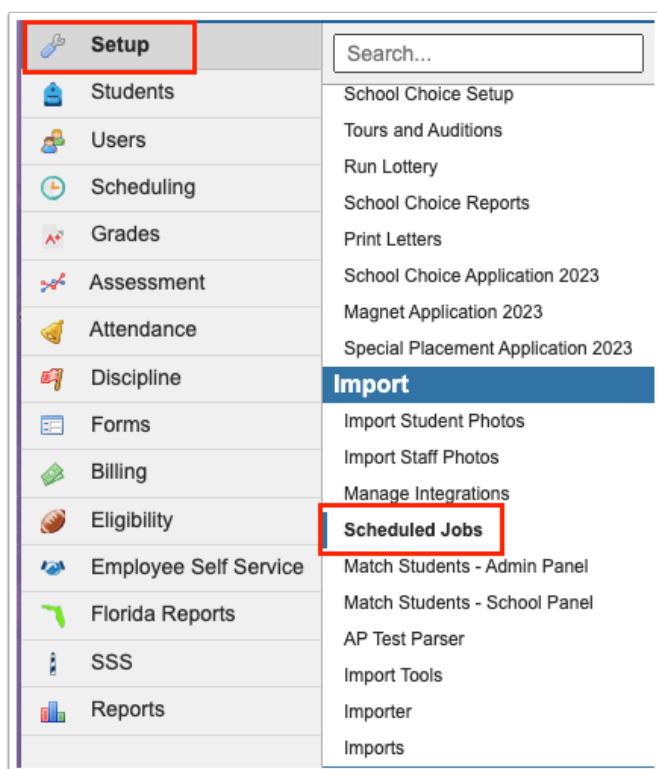 Setup
Students
Users
Scheduling
Grades
Assessment
Attendance
Discipline
Forms
Billing
Eligibility
Employee Self Service
Florida Reports
SSS
Reports
Search...
School Choice Setup
Tours and Auditions
Run Lottery
School Choice Reports
Print Letters
School Choice Application 2023
Magnet Application 2023
Special Placement Application 2023
Import
Import Student Photos
Import Staff Photos
Manage Integrations
Scheduled Jobs
Match Students - Admin Panel
Match Students - School Panel
AP Test Parser
Import Tools
Importer
Imports